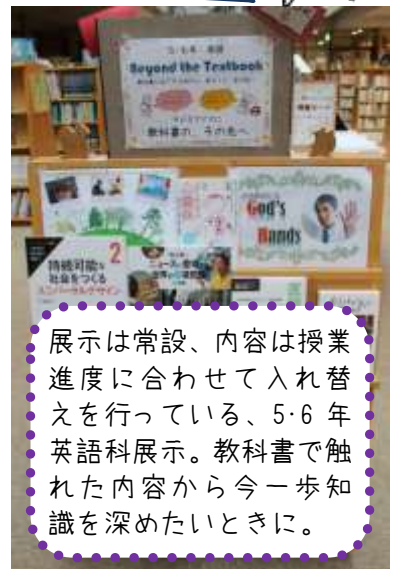 5・6年 英語
Beyond the Textbook
教科書の、その先へ
God's
Hands
2
持続可能な
社会をつくる
ユニバーサルデザイン
展示は常設、内容は授業
進度に合わせて入れ替
えを行っている、5·6 年
英語科展示。教科書で触
れた内容から今一歩知
識を深めたいときに。